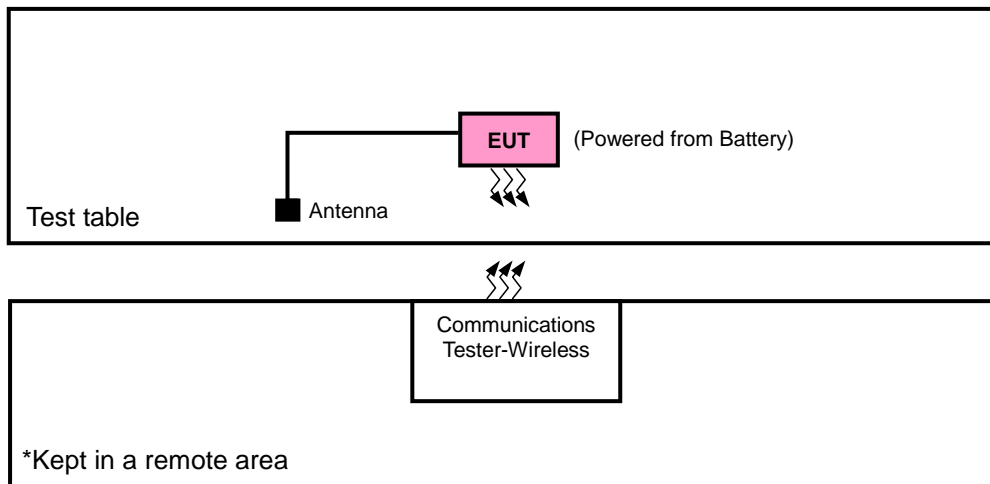 EUT
(Powered from Battery)
Antenna
Test table
Communications
Tester-Wireless
*Kept in a remote area